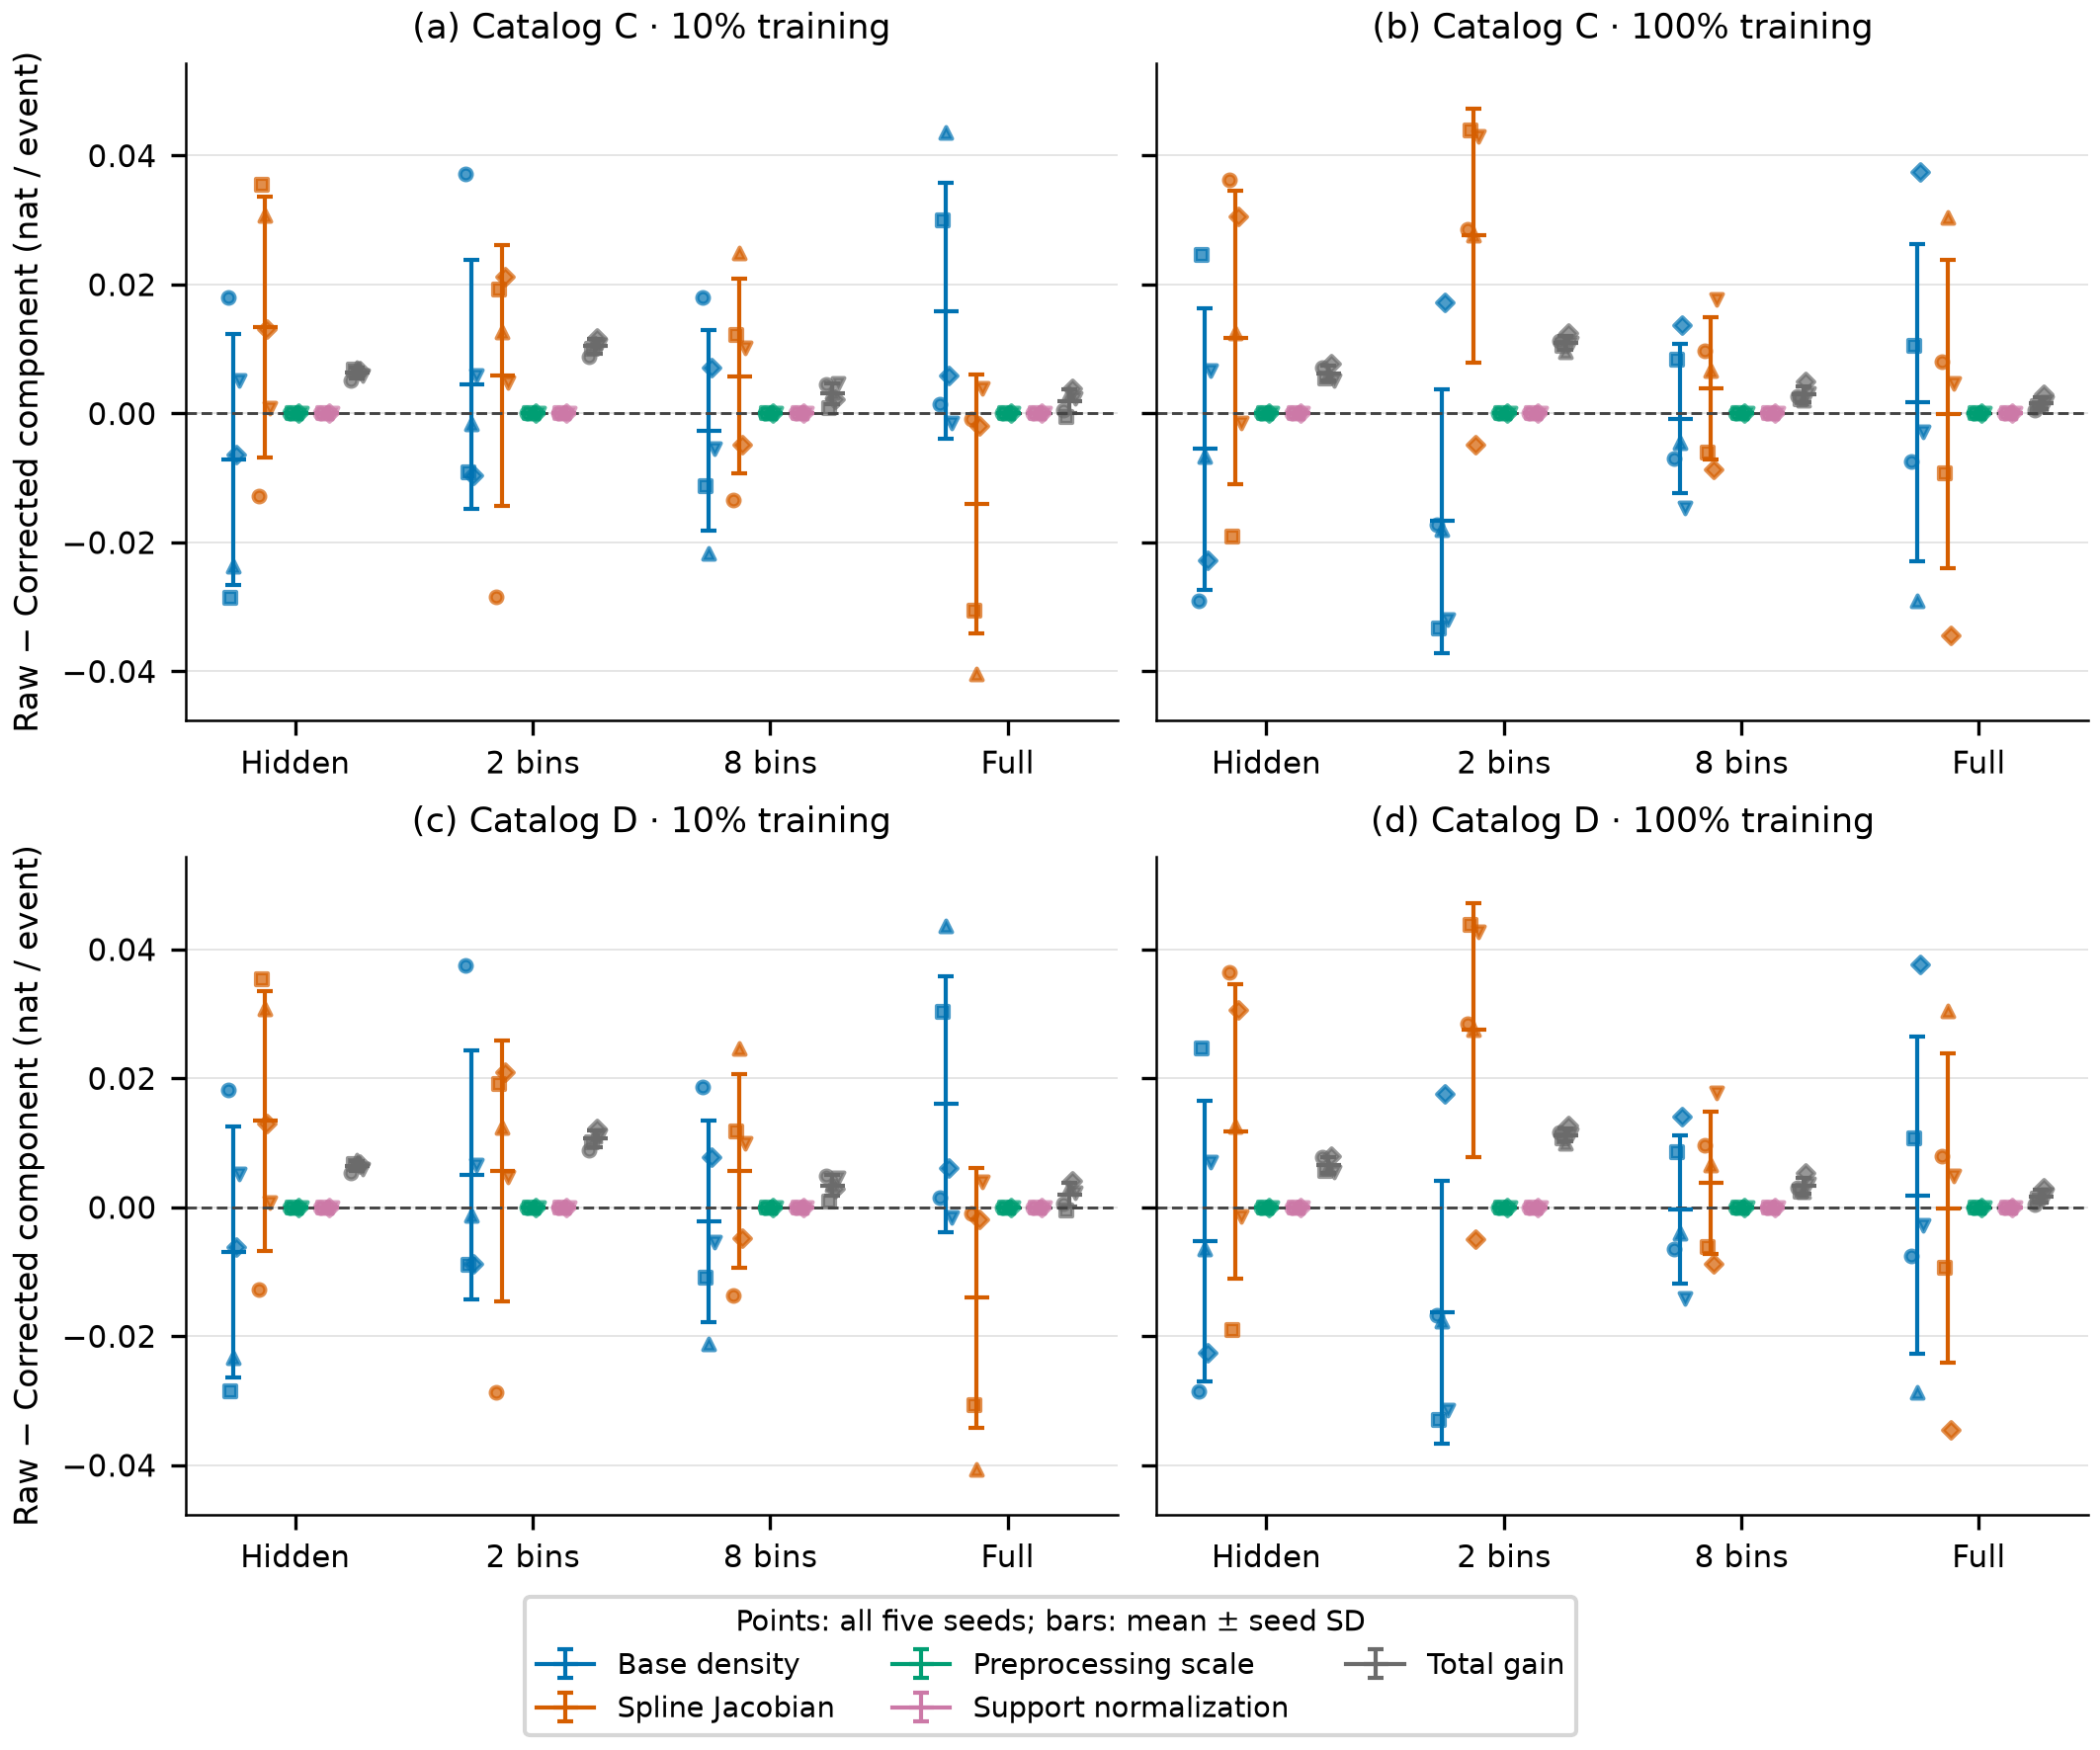 (a) Catalog C · 10% training
(b) Catalog C · 100% training
Raw − Corrected component (nat / event)
0.04
0.02
0.00
−0.02
−0.04
Hidden
2 bins
8 bins
Full
Hidden
2 bins
8 bins
Full
(c) Catalog D · 10% training
(d) Catalog D · 100% training
Raw − Corrected component (nat / event)
0.04
0.02
0.00
−0.02
−0.04
Hidden
2 bins
8 bins
Full
Hidden
2 bins
8 bins
Full
Points: all five seeds; bars: mean ± seed SD
Base density
Preprocessing scale
Total gain
Spline Jacobian
Support normalization